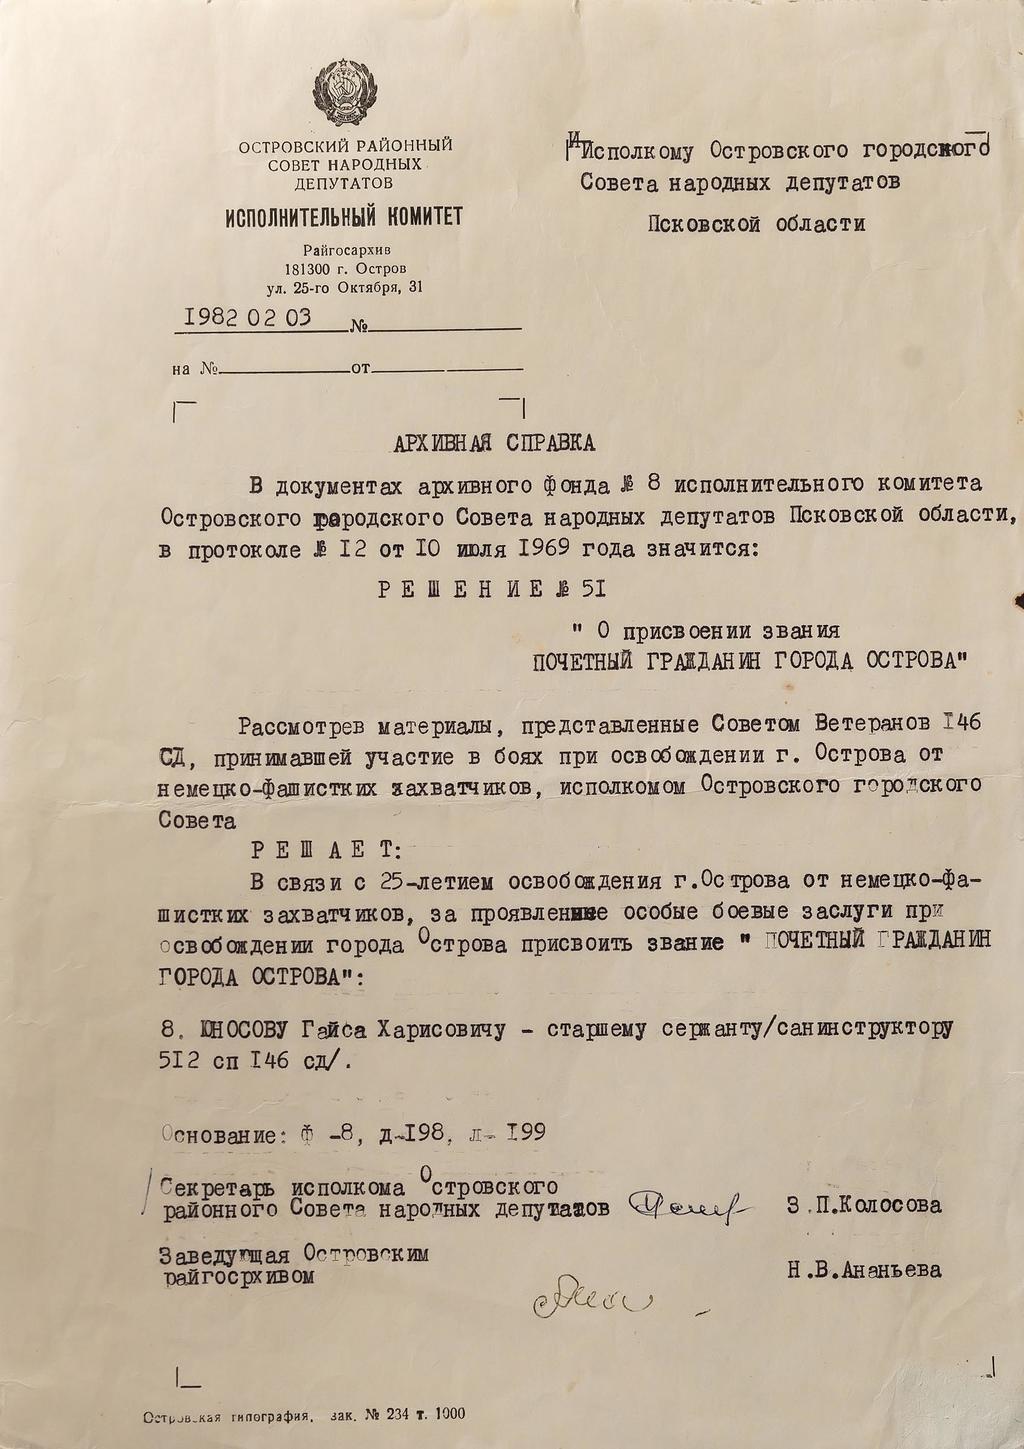 ОСТРОВСКИЙ РАЙОННЫЙ
СОВЕТ НАРОДНЫХ
ДЕПУТАТОВ
ИСПОЛНИТЕЛЬНЫЙ КОМИТЕТ
Райгосархив
181300 г. Остров
ул. 25-го Октября, 31
1982 02 03 №
на № от
Исполкому Островского городского
Совета народных депутатов
Псковской области
АРХИВНАЯ СПРАВКА
В документах архивного фонда № 8 исполнительного комитета
Островского городского Совета народных депутатов Псковской области,
в протоколе № 12 от 10 июля 1969 года значится:
Р Е Ш Е Н И Е № 51
" О присвоении звания
ПОЧЕТНЫЙ ГРАЖДАНИН ГОРОДА ОСТРОВА"
Рассмотрев материалы, представленные Советом Ветеранов 146
СД, принимавшей участие в боях при освобождении г. Острова от
немецко-фашистких захватчиков, исполкомом Островского городского
Совета
Р Е Ш А Е Т:
В связи с 25-летием освобождения г.Острова от немецко-фа-
шистких захватчиков, за проявленные особые боевые заслуги при
освобождении города Острова присвоить звание " ПОЧЕТНЫЙ ГРАЖДАНИН
ГОРОДА ОСТРОВА":
8. ЮНОСОВУ Гайса Харисовичу - старшему сержанту/санинструктору
512 сп 146 сд/.
Основание: Ф -8, д-198, л- 199
Секретарь исполкома Островского
районного Совета народных депутатов З.П.Колосова
Заведующая Островским
райгосрхивом Н.В.Ананьева
Островская типография, зак. № 234 т. 1000